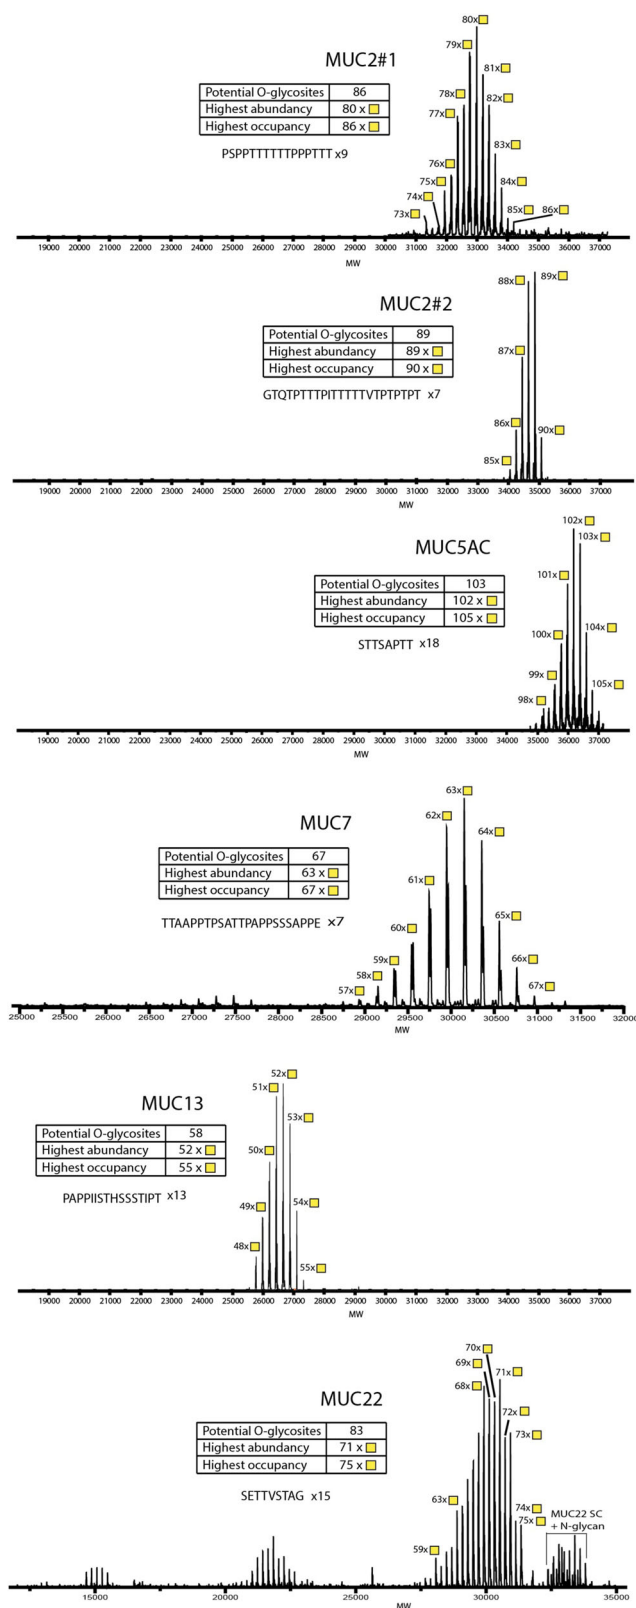 MUC2#1
Potential O-glycosites 86
Highest abundancy 80 x
Highest occupancy 86 x
PSPPTTTTTTPPPTTT x9
80x
79x
81x
78x
82x
77x
83x
76x
75x
84x
74x
73x
85x 86x
19000 20000 21000 22000 23000 24000 25000 26000 27000 28000 29000 30000 31000 32000 33000 34000 35000 36000 37000
MW
MUC2#2
Potential O-glycosites 89
Highest abundancy 89 x
Highest occupancy 90 x
GTQTPTTTPITTTTTVTPTPTPT x7
88x 89x
87x
86x
90x
85x
19000 20000 21000 22000 23000 24000 25000 26000 27000 28000 29000 30000 31000 32000 33000 34000 35000 36000 37000
MW
MUC5AC
Potential O-glycosites 103
Highest abundancy 102 x
Highest occupancy 105 x
STTSAPTT x18
102x
103x
101x
104x
100x
99x
105x
98x
19000 20000 21000 22000 23000 24000 25000 26000 27000 28000 29000 30000 31000 32000 33000 34000 35000 36000 37000
MW
MUC7
Potential O-glycosites 67
Highest abundancy 63 x
Highest occupancy 67 x
TTAAPPTPSATTPAPPSSSAPPE x7
63x
62x
64x
61x
65x
60x
59x
66x
58x
57x
67x
25000 25500 26000 26500 27000 27500 28000 28500 29000 29500 30000 30500 31000 31500 32000
MW
MUC13
Potential O-glycosites 58
Highest abundancy 52 x
Highest occupancy 55 x
PAPPIISTHSSSTIPT x13
52x
51x
53x
50x
49x
54x
48x
55x
19000 20000 21000 22000 23000 24000 25000 26000 27000 28000 29000 30000 31000 32000 33000 34000 35000 36000 37000
MW
MUC22
Potential O-glycosites 83
Highest abundancy 71 x
Highest occupancy 75 x
SETTVSTAG x15
70x
69x
71x
68x
72x
73x
63x
74x
75x
MUC22 SC
+ N-glycan
59x
15000 20000 25000 30000 35000
MW